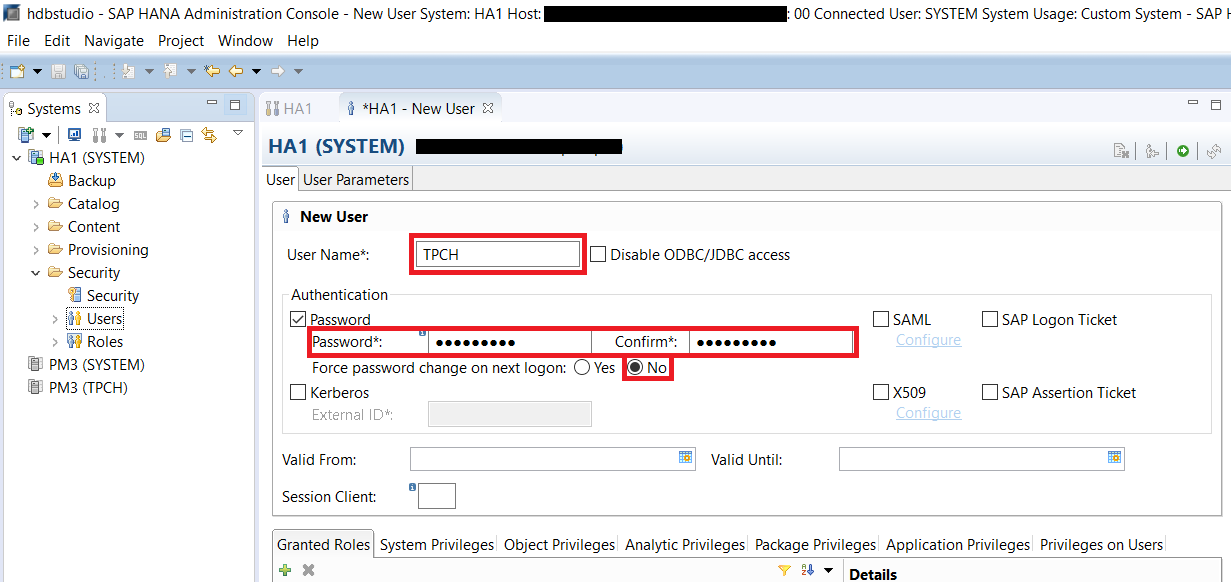 hdbstudio - SAP HANA Administration Console - New User System: HA1 Host: : 00 Connected User: SYSTEM System Usage: Custom System - SAP H
File Edit Navigate Project Window Help
Systems
HA1
*HA1 - New User
SQL
HA1 (SYSTEM)
Backup
Catalog
Content
Provisioning
Security
Security
Users
Roles
PM3 (SYSTEM)
PM3 (TPCH)
HA1 (SYSTEM)
User User Parameters
New User
User Name*: TPCH Disable ODBC/JDBC access
Authentication
Password SAML SAP Logon Ticket
Password*: ●●●●●●●●● Confirm*: ●●●●●●●●● Configure
Force password change on next logon: Yes No
Kerberos X509 SAP Assertion Ticket
External ID*: Configure
Valid From: Valid Until:
Session Client:
Granted Roles System Privileges Object Privileges Analytic Privileges Package Privileges Application Privileges Privileges on Users
Details